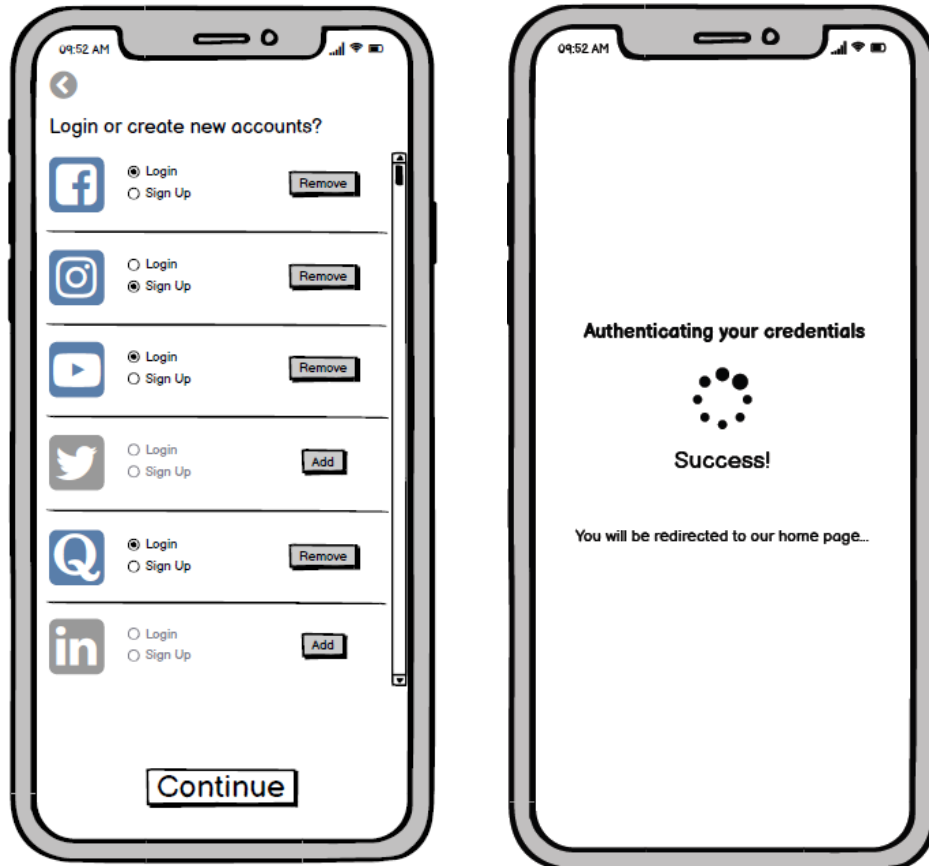 09:52 AM
Login or create new accounts?
Login
Sign Up
Remove
Login
Sign Up
Remove
Login
Sign Up
Remove
Login
Sign Up
Add
Q
Login
Sign Up
Remove
in
Login
Sign Up
Add
Continue
09:52 AM
Authenticating your credentials
Success!
You will be redirected to our home page...